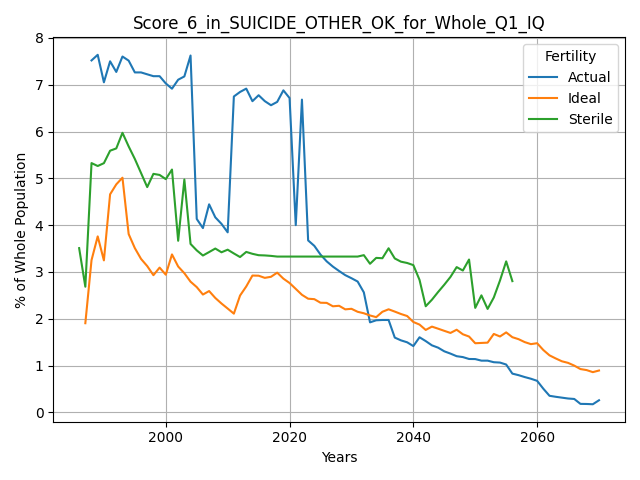 Score_6_in_SUICIDE_OTHER_OK_for_Whole_Q1_IQ
% of Whole Population
8
7
6
5
4
3
2
1
0
Fertility
Actual
Ideal
Sterile
2000
2020
2040
2060
Years